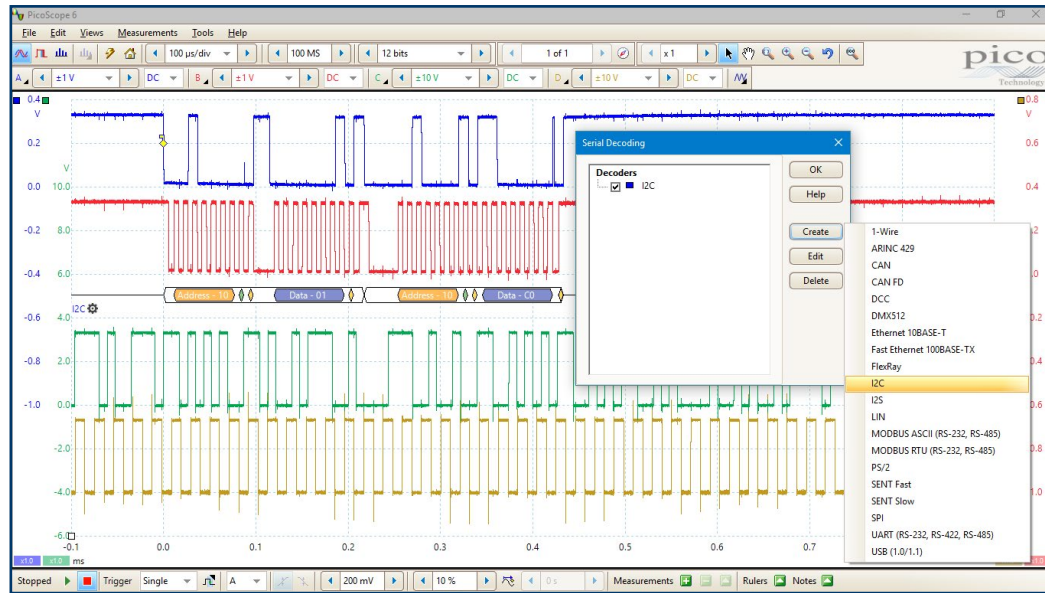 PicoScope 6
File Edit Views Measurements Tools Help
100 µs/div 100 MS 12 bits 1 of 1 x 1
pico
Technology
A ±1 V DC B ±1 V DC C ±10 V DC D ±10 V DC
0.4
V
0.2
0.0
-0.2
-0.4
-0.6
-0.8
-1.0
V
10.0
8.0
6.0
4.0
2.0
0.0
-2.0
-4.0
-6.0
Address - 10 Data - 01 Address - 10 Data - C0
I2C
Serial Decoding
Decoders
I2C
OK
Help
Create
Edit
Delete
1-Wire
ARINC 429
CAN
CAN FD
DCC
DMX512
Ethernet 10BASE-T
Fast Ethernet 100BASE-TX
FlexRay
I2C
I2S
LIN
MODBUS ASCII (RS-232, RS-485)
MODBUS RTU (RS-232, RS-485)
PS/2
SENT Fast
SENT Slow
SPI
UART (RS-232, RS-422, RS-485)
USB (1.0/1.1)
0.8
V
0.6
0.4
-0.1 0.0 0.1 0.2 0.3 0.4 0.5 0.6 0.7
x1.0 x1.0 ms
Stopped Trigger Single A 200 mV 10 % 0 s Measurements Rulers Notes